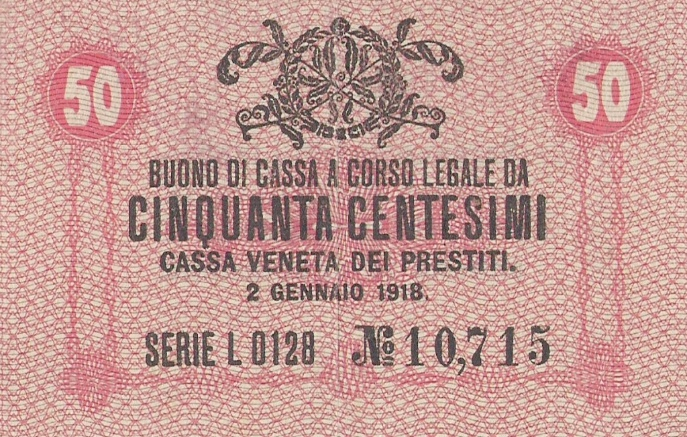 50 50
BUONO DI CASSA A CORSO LEGALE DA
CINQUANTA CENTESIMI
CASSA VENETA DEI PRESTITI.
2 GENNAIO 1918.
SERIE L 0128 № 10,715